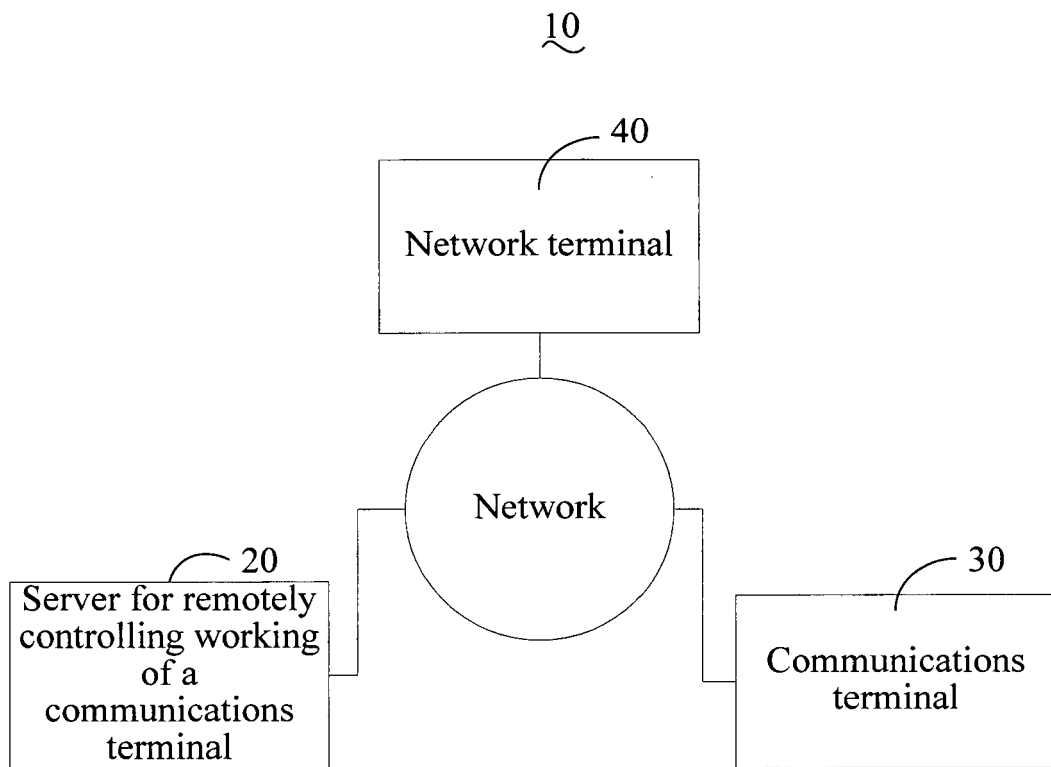 10
40
Network terminal
Network
20
Server for remotely
controlling working
of a
communications
terminal
30
Communications
terminal